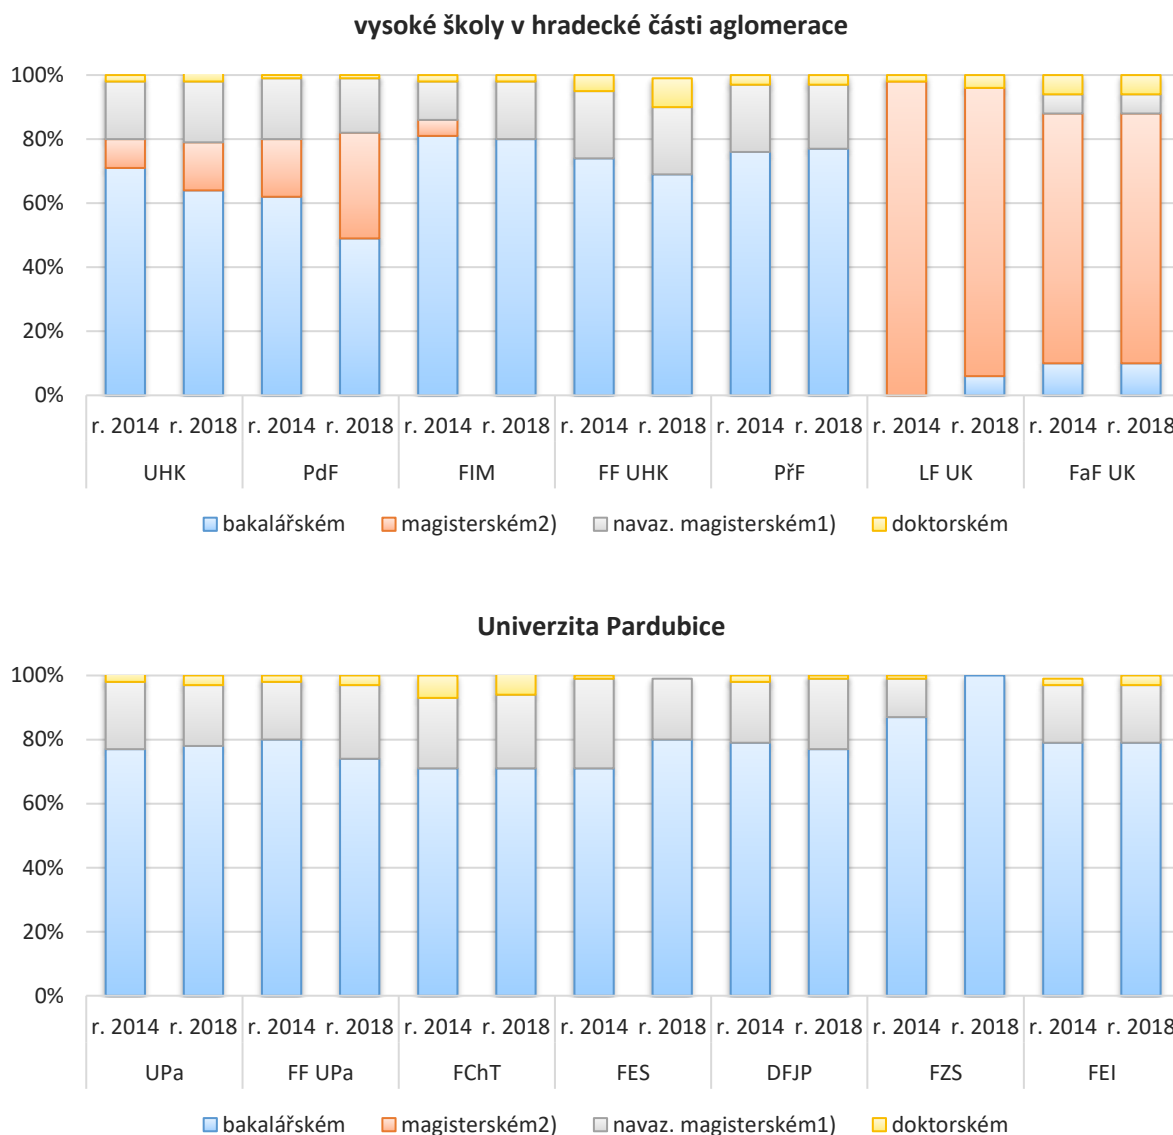 vysoké školy v hradecké části aglomerace
100%
80%
60%
40%
20%
0%
r. 2014 r. 2018 r. 2014 r. 2018 r. 2014 r. 2018 r. 2014 r. 2018 r. 2014 r. 2018 r. 2014 r. 2018 r. 2014 r. 2018
UHK PdF FIM FF UHK PřF LF UK FaF UK
bakalářském magisterském2) navaz. magisterském1) doktorském
Univerzita Pardubice
100%
80%
60%
40%
20%
0%
r. 2014 r. 2018 r. 2014 r. 2018 r. 2014 r. 2018 r. 2014 r. 2018 r. 2014 r. 2018 r. 2014 r. 2018 r. 2014 r. 2018
UPa FF UPa FChT FES DFJP FZS FEI
bakalářském magisterském2) navaz. magisterském1) doktorském